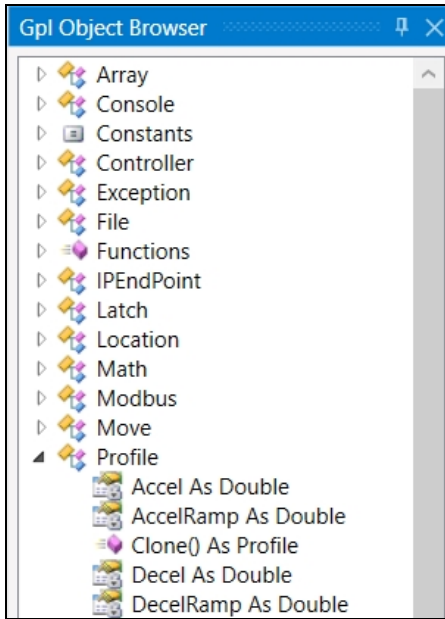 Gpl Object Browser
Array
Console
Constants
Controller
Exception
File
Functions
IPEndPoint
Latch
Location
Math
Modbus
Move
Profile
Accel As Double
AccelRamp As Double
Clone() As Profile
Decel As Double
DecelRamp As Double